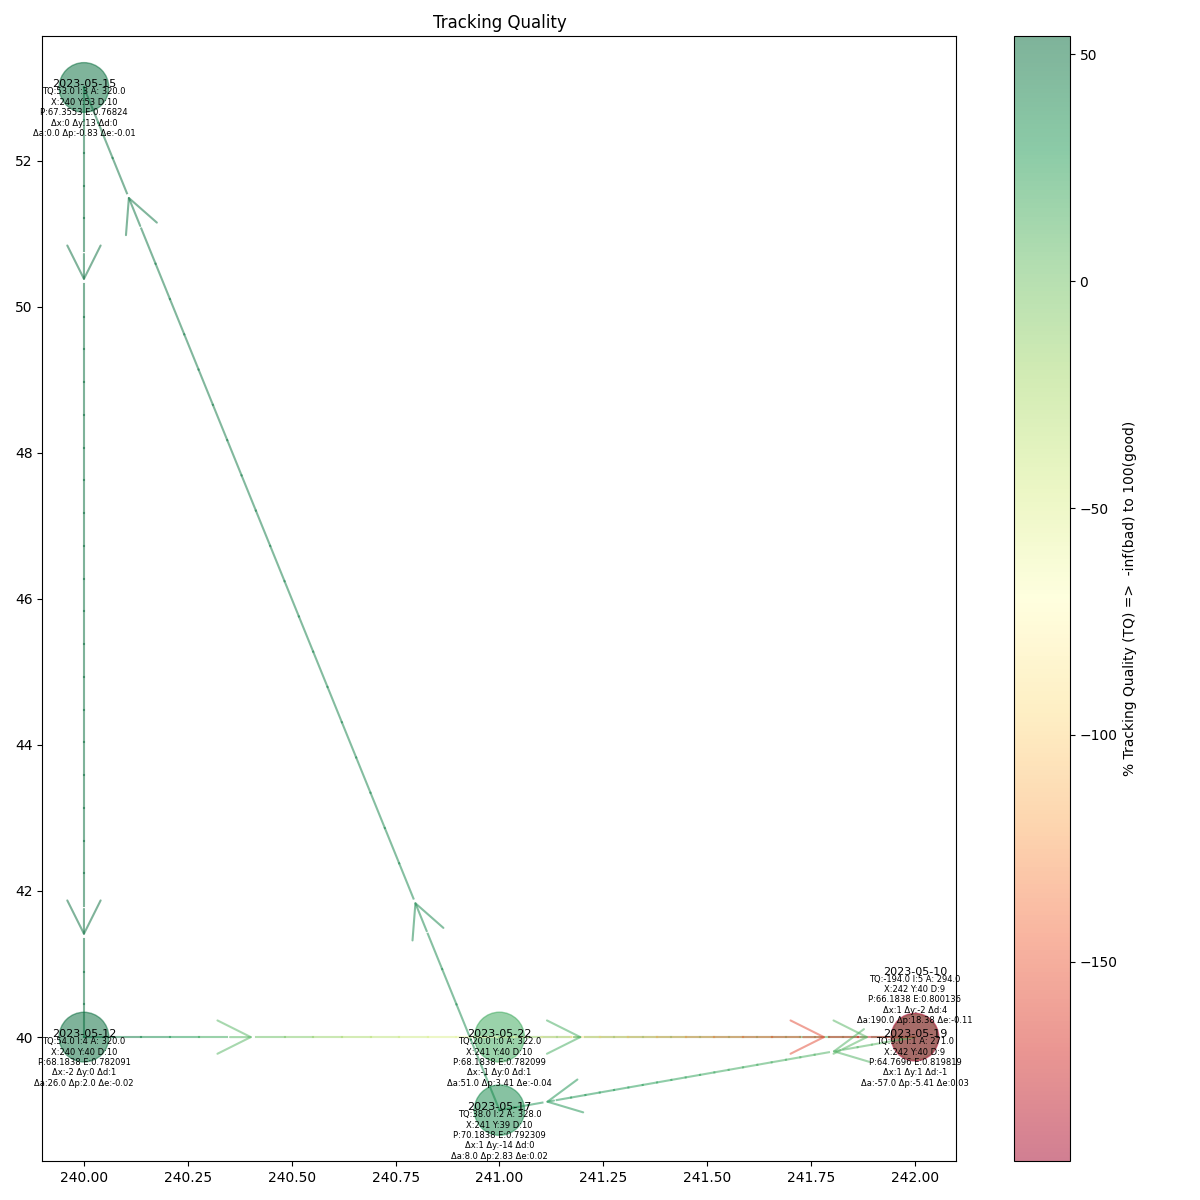 Tracking Quality
2023-05-15
TQ:53.0 I:3 A: 320.0
X:240 Y:53 D:10
P:67.3553 E:0.76824
Δx:0 Δy:13 Δd:0
Δa:0.0 Δp:-0.83 Δe:-0.01
2023-05-10
TQ:-194.0 I:5 A: 294.0
X:242 Y:40 D:9
P:66.1838 E:0.800136
Δx:1 Δy:-2 Δd:4
Δa:190.0 Δp:18.38 Δe:-0.11
2023-05-12
TQ:54.0 I:4 A: 320.0
X:240 Y:40 D:10
P:68.1838 E:0.782091
Δx:-2 Δy:0 Δd:1
Δa:26.0 Δp:2.0 Δe:-0.02
2023-05-22
TQ:20.0 I:0 A: 322.0
X:241 Y:40 D:10
P:68.1838 E:0.782099
Δx:-1 Δy:0 Δd:1
Δa:51.0 Δp:3.41 Δe:-0.04
2023-05-19
TQ:9.0 I:1 A: 271.0
X:242 Y:40 D:9
P:64.7696 E:0.819819
Δx:1 Δy:1 Δd:-1
Δa:-57.0 Δp:-5.41 Δe:0.03
2023-05-17
TQ:38.0 I:2 A: 328.0
X:241 Y:39 D:10
P:70.1838 E:0.792309
Δx:1 Δy:-14 Δd:0
Δa:8.0 Δp:2.83 Δe:0.02
52
50
48
46
44
42
40
240.00 240.25 240.50 240.75 241.00 241.25 241.50 241.75 242.00
50
0
−50
−100
−150
% Tracking Quality (TQ) => -inf(bad) to 100(good)